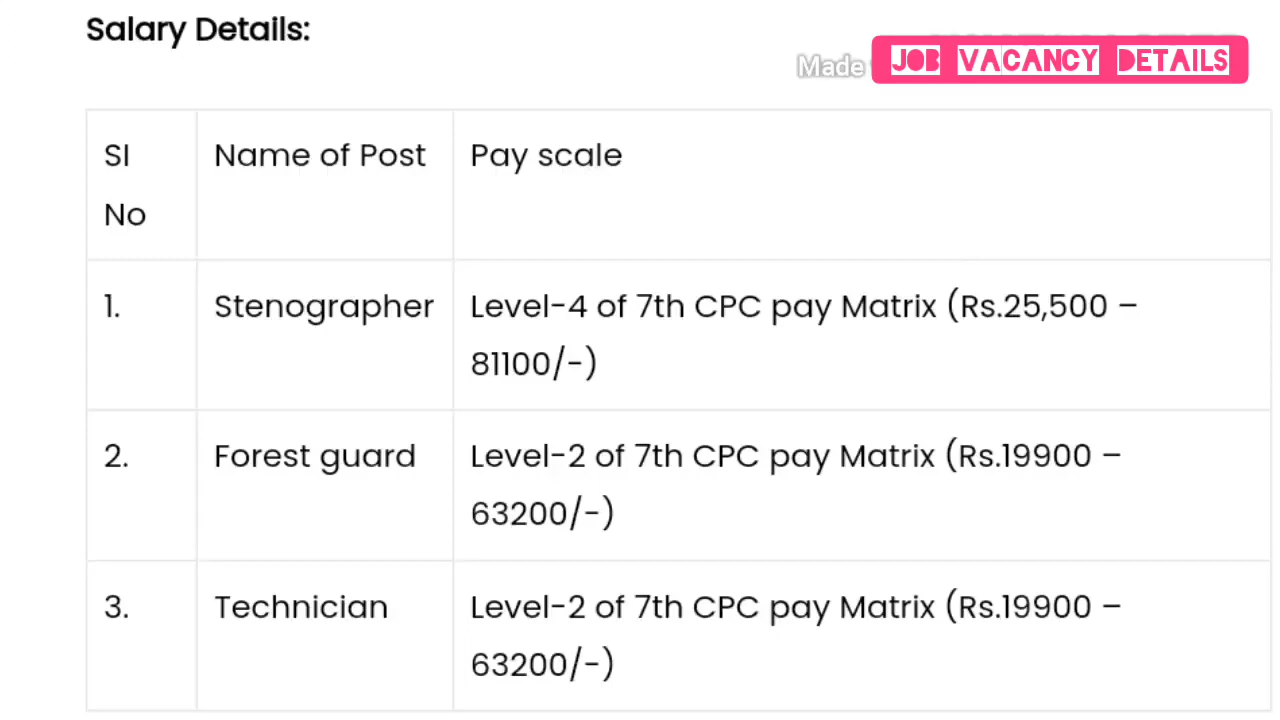 Salary Details:
Made
JOB VACANCY DETAILS
SI
No
Name of Post
Pay scale
1.
Stenographer
Level-4 of 7th CPC pay Matrix (Rs.25,500 –
81100/-)
2.
Forest guard
Level-2 of 7th CPC pay Matrix (Rs.19900 –
63200/-)
3.
Technician
Level-2 of 7th CPC pay Matrix (Rs.19900 –
63200/-)